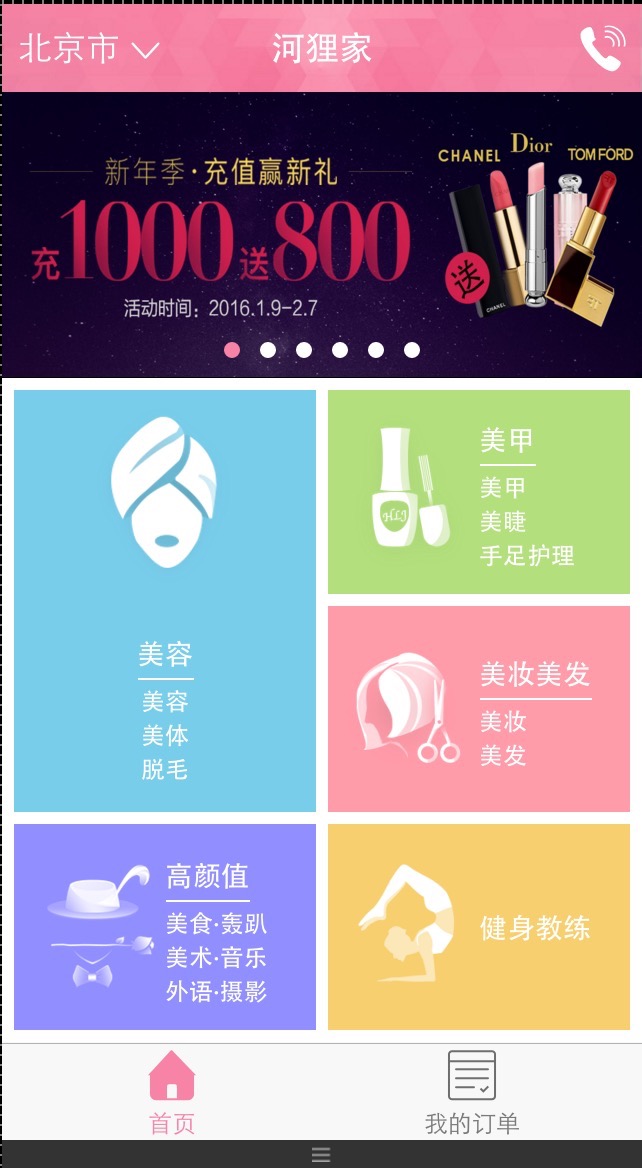 北京市
河狸家
新年季·充值赢新礼
充1000送800
活动时间：2016.1.9-2.7
CHANEL
Dior
TOM FORD
送
CHANEL
TF
美容
美容
美体
脱毛
HLJ
美甲
美甲
美睫
手足护理
美妆美发
美妆
美发
高颜值
美食·轰趴
美术·音乐
外语·摄影
健身教练
首页
我的订单